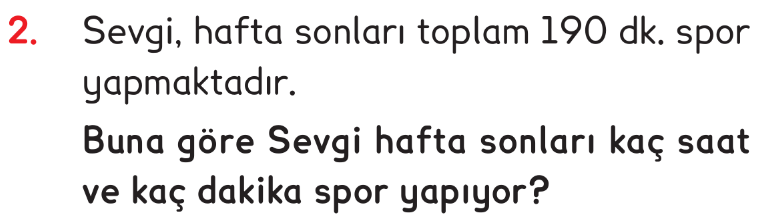 2. Sevgi, hafta sonları toplam 190 dk. spor
yapmaktadır.
Buna göre Sevgi hafta sonları kaç saat
ve kaç dakika spor yapıyor?